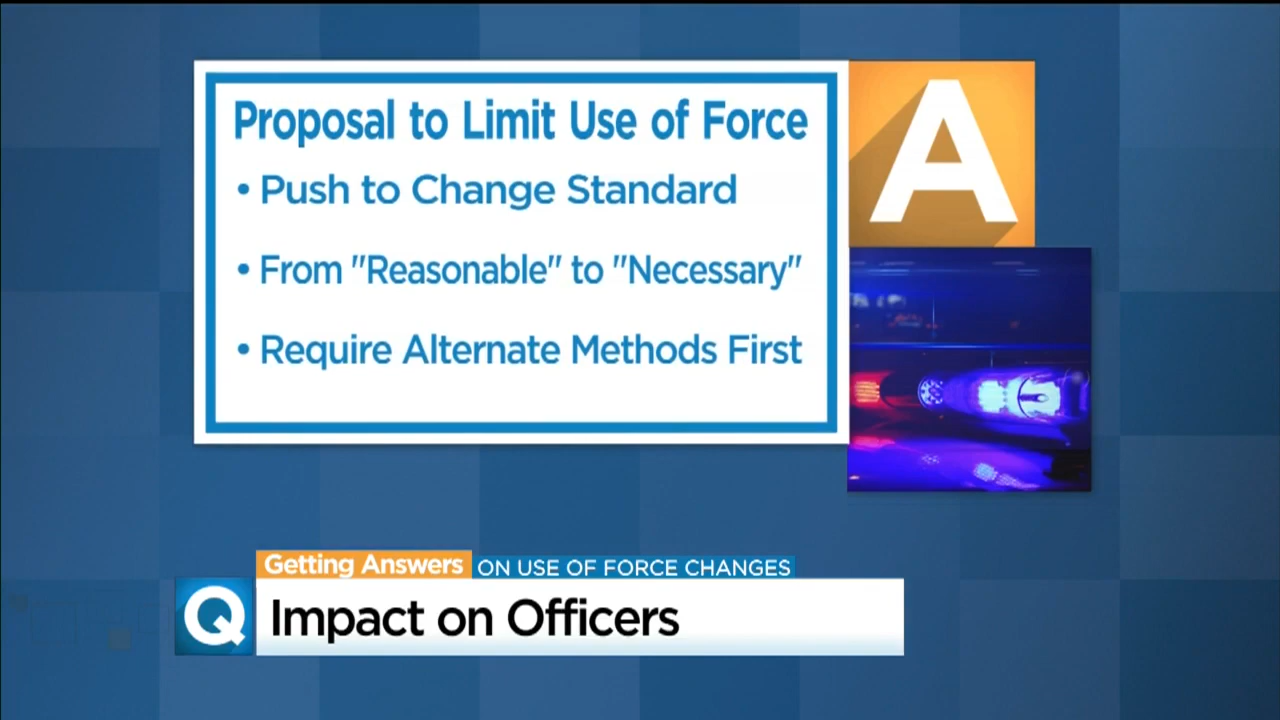 Proposal to Limit Use of Force
• Push to Change Standard
• From "Reasonable" to "Necessary"
• Require Alternate Methods First
A
Getting Answers ON USE OF FORCE CHANGES
Q Impact on Officers